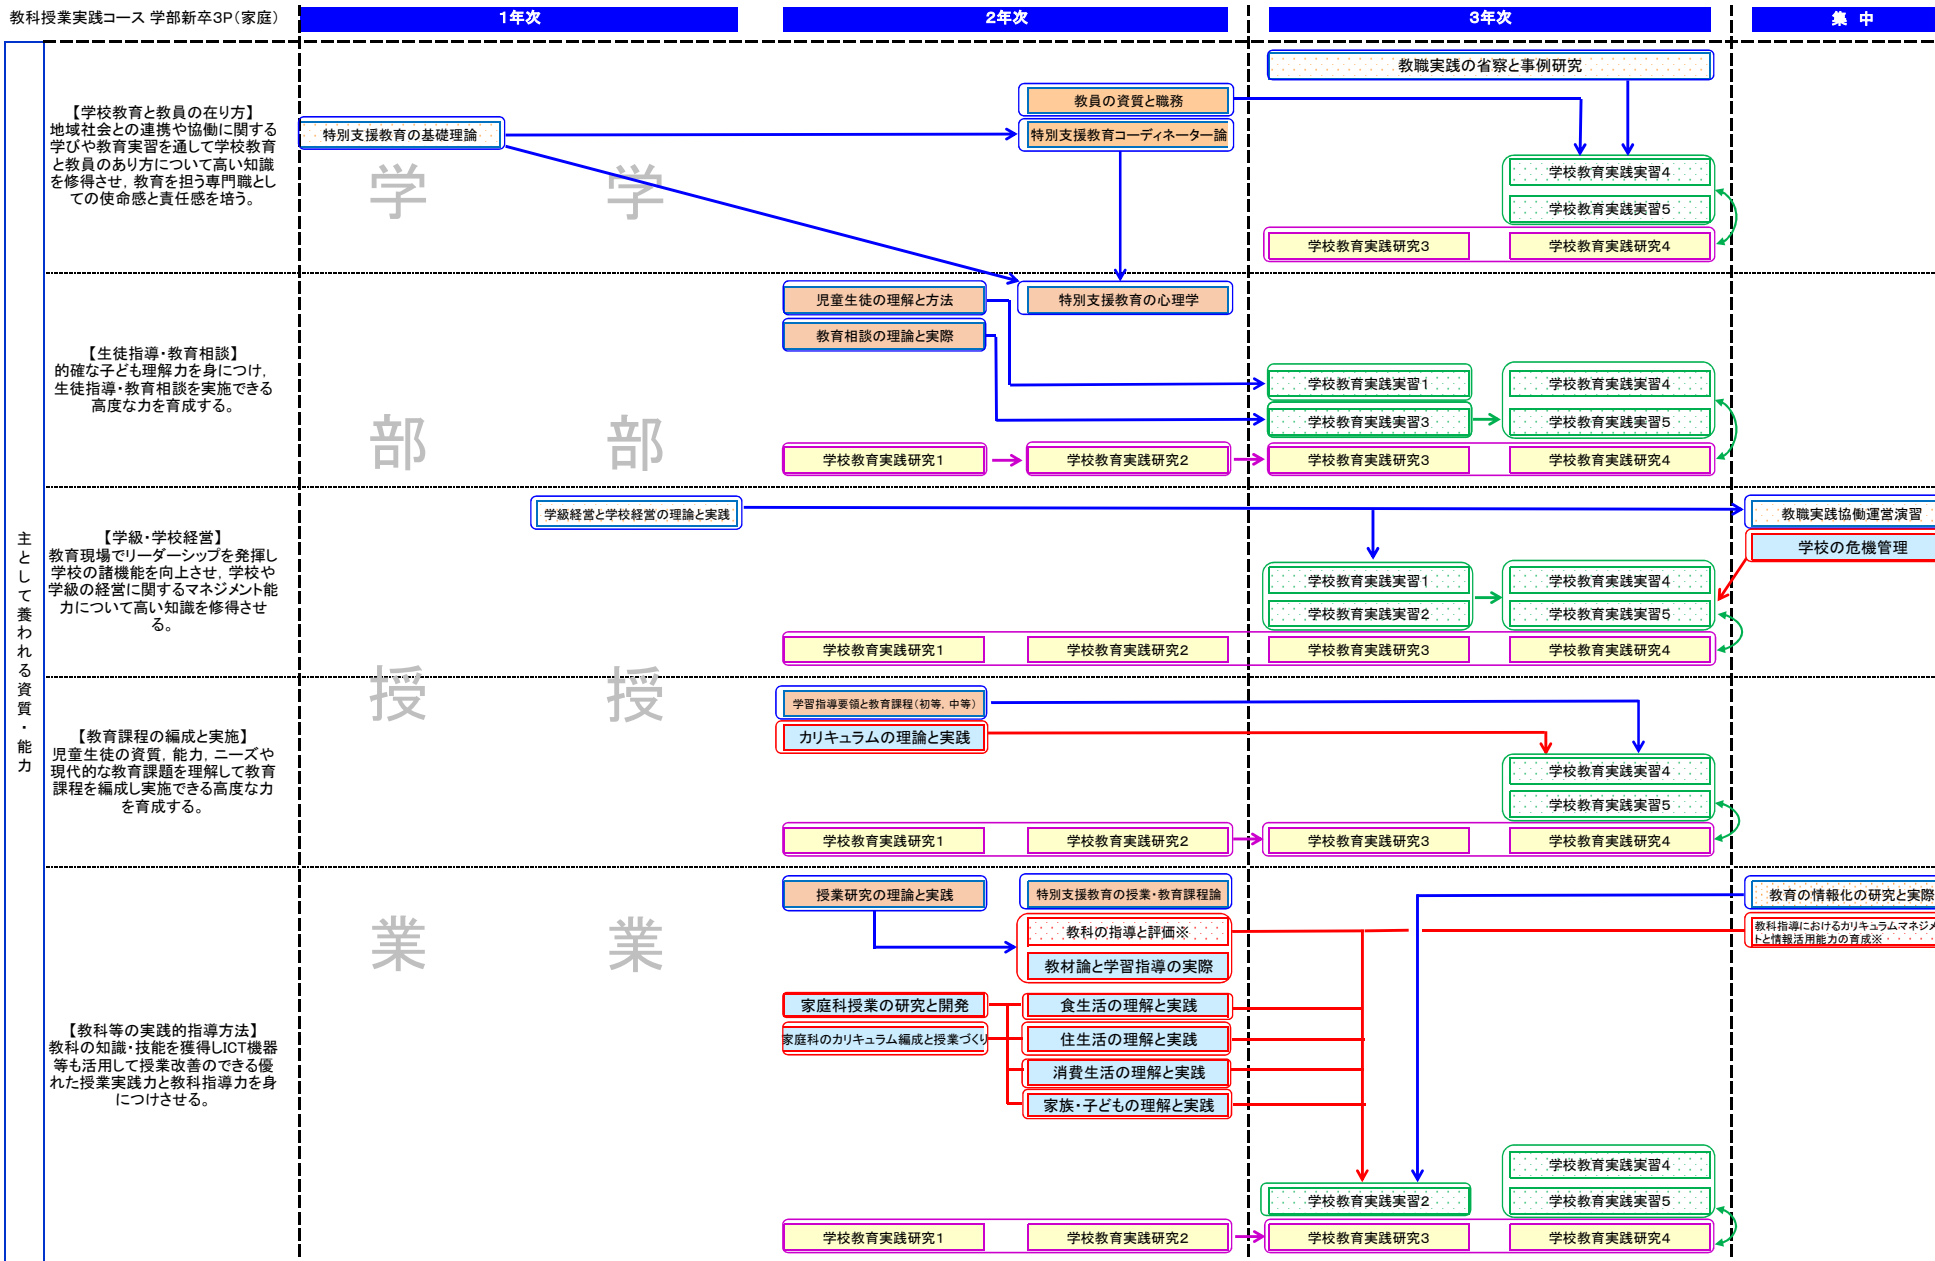 教科授業実践コース 学部新卒3P(家庭)
1年次
2年次
3年次
集 中
主として養われる資質・能力
【学校教育と教員の在り方】
地域社会との連携や協働に関する
学びや教育実習を通して学校教育
と教員のあり方について高い知識
を修得させ,教育を担う専門職とし
ての使命感と責任感を培う。
特別支援教育の基礎理論
教員の資質と職務
特別支援教育コーディネーター論
教職実践の省察と事例研究
学校教育実践実習4
学校教育実践実習5
学校教育実践研究3
学校教育実践研究4
学
学
【生徒指導・教育相談】
的確な子ども理解力を身につけ,
生徒指導・教育相談を実施できる
高度な力を育成する。
児童生徒の理解と方法
特別支援教育の心理学
教育相談の理論と実際
学校教育実践実習1
学校教育実践実習4
学校教育実践実習3
学校教育実践実習5
学校教育実践研究1
学校教育実践研究2
学校教育実践研究3
学校教育実践研究4
部
部
【学級・学校経営】
教育現場でリーダーシップを発揮し
学校の諸機能を向上させ,学校や
学級の経営に関するマネジメント能
力について高い知識を修得させ
る。
学級経営と学校経営の理論と実践
教職実践協働運営演習
学校の危機管理
学校教育実践実習1
学校教育実践実習4
学校教育実践実習2
学校教育実践実習5
学校教育実践研究1
学校教育実践研究2
学校教育実践研究3
学校教育実践研究4
授
授
【教育課程の編成と実施】
児童生徒の資質,能力,ニーズや
現代的な教育課題を理解して教育
課程を編成し実施できる高度な力
を育成する。
学習指導要領と教育課程(初等,中等)
カリキュラムの理論と実践
学校教育実践実習4
学校教育実践実習5
学校教育実践研究1
学校教育実践研究2
学校教育実践研究3
学校教育実践研究4
業
業
【教科等の実践的指導方法】
教科の知識・技能を獲得しICT機器
等も活用して授業改善のできる優
れた授業実践力と教科指導力を身
につけさせる。
授業研究の理論と実践
特別支援教育の授業・教育課程論
教育の情報化の研究と実際
教科の指導と評価※
教科指導におけるカリキュラムマネジメ
トと情報活用能力の育成※
教材論と学習指導の実際
家庭科授業の研究と開発
食生活の理解と実践
家庭科のカリキュラム編成と授業づくり
住生活の理解と実践
消費生活の理解と実践
家族・子どもの理解と実践
学校教育実践実習4
学校教育実践実習2
学校教育実践実習5
学校教育実践研究1
学校教育実践研究2
学校教育実践研究3
学校教育実践研究4